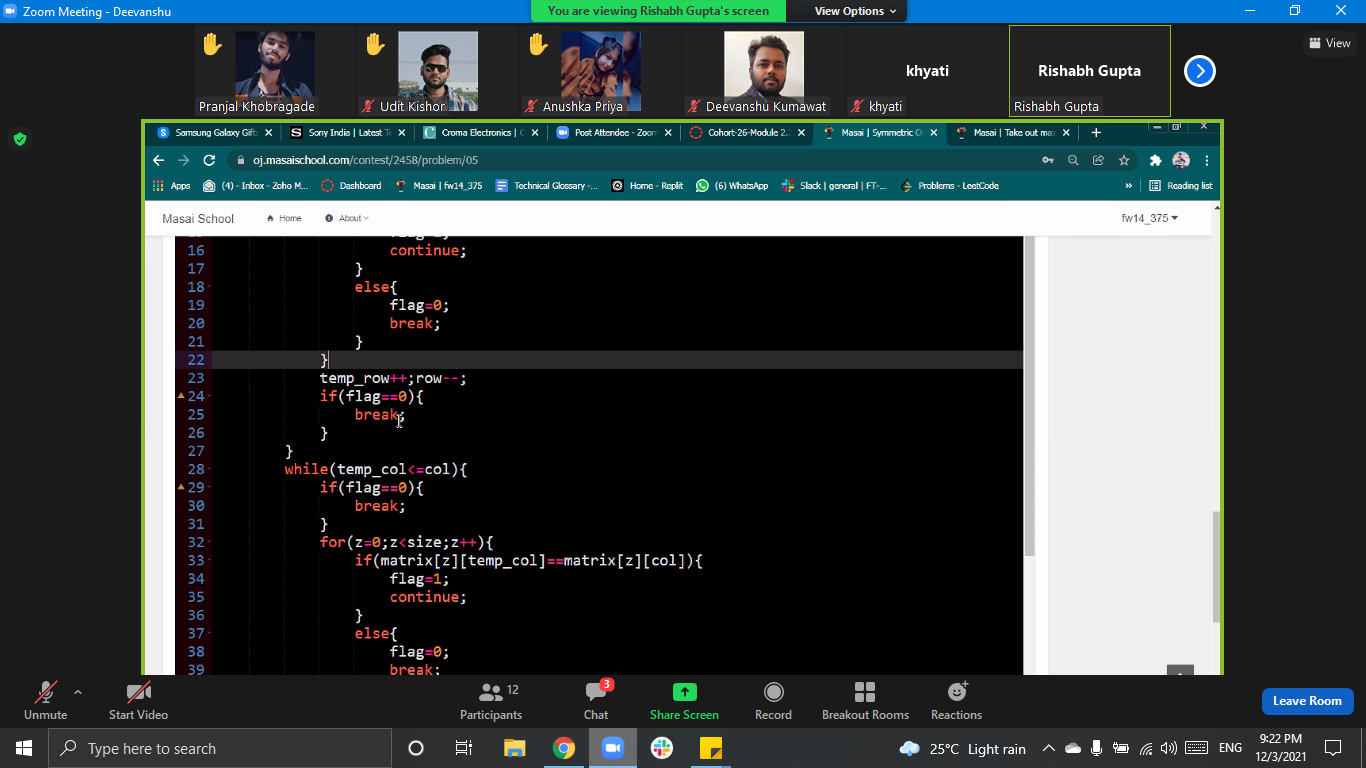 Zoom Meeting - Deevanshu
You are viewing Rishabh Gupta's screen
View Options
View
Pranjal Khobragade
Udit Kishor
Anushka Priya
Deevanshu Kumawat
khyati
khyati
Rishabh Gupta
Rishabh Gupta
Samsung Galaxy Gift
Sony India | Latest T
Croma Electronics |
Post Attendee - Zoom
Cohort-26-Module 2.
Masai | Symmetric O
Masai | Take out ma
oj.masaischool.com/contest/2458/problem/05
Apps
(4) - Inbox - Zoho M...
Dashboard
Masai | fw14_375
Technical Glossary -...
Home - Replit
(6) WhatsApp
Slack | general | FT-...
Problems - LeetCode
»
Reading list
Masai School
Home
About
fw14_375
16 continue;
17 }
18 else{
19 flag=0;
20 break;
21 }
22 }
23 temp_row++;row--;
24 if(flag==0){
25 break;
26 }
27 }
28 while(temp_col<=col){
29 if(flag==0){
30 break;
31 }
32 for(z=0;z<size;z++){
33 if(matrix[z][temp_col]==matrix[z][col]){
34 flag=1;
35 continue;
36 }
37 else{
38 flag=0;
39 break;
Unmute
Start Video
Participants
12
Chat
3
Share Screen
Record
Breakout Rooms
Reactions
Leave Room
Type here to search
25°C Light rain
ENG
9:22 PM
12/3/2021